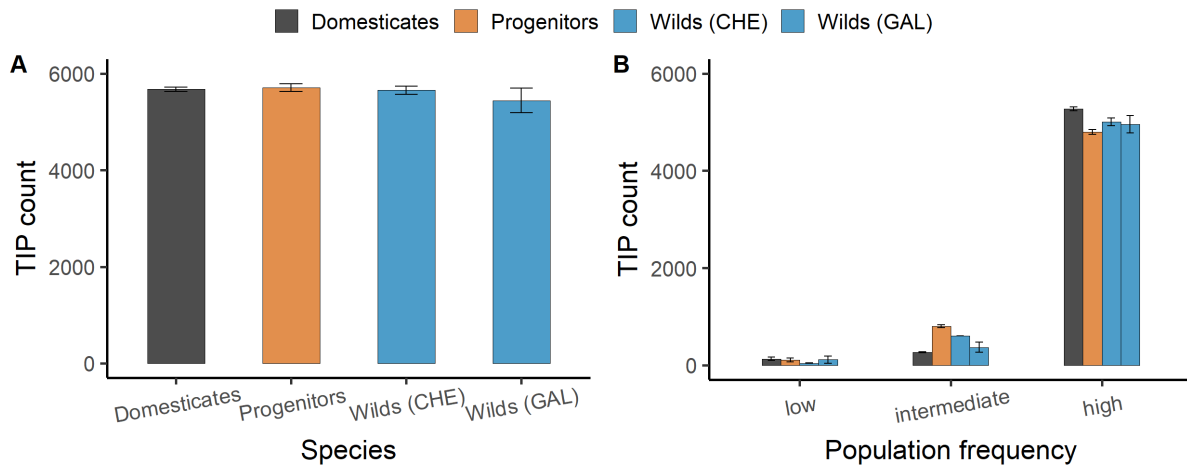 Domesticates Progenitors Wilds (CHE) Wilds (GAL)
A
6000
4000
2000
0
TIP count
Domesticates Progenitors Wilds (CHE) Wilds (GAL)
Species
B
6000
4000
2000
0
TIP count
low intermediate high
Population frequency